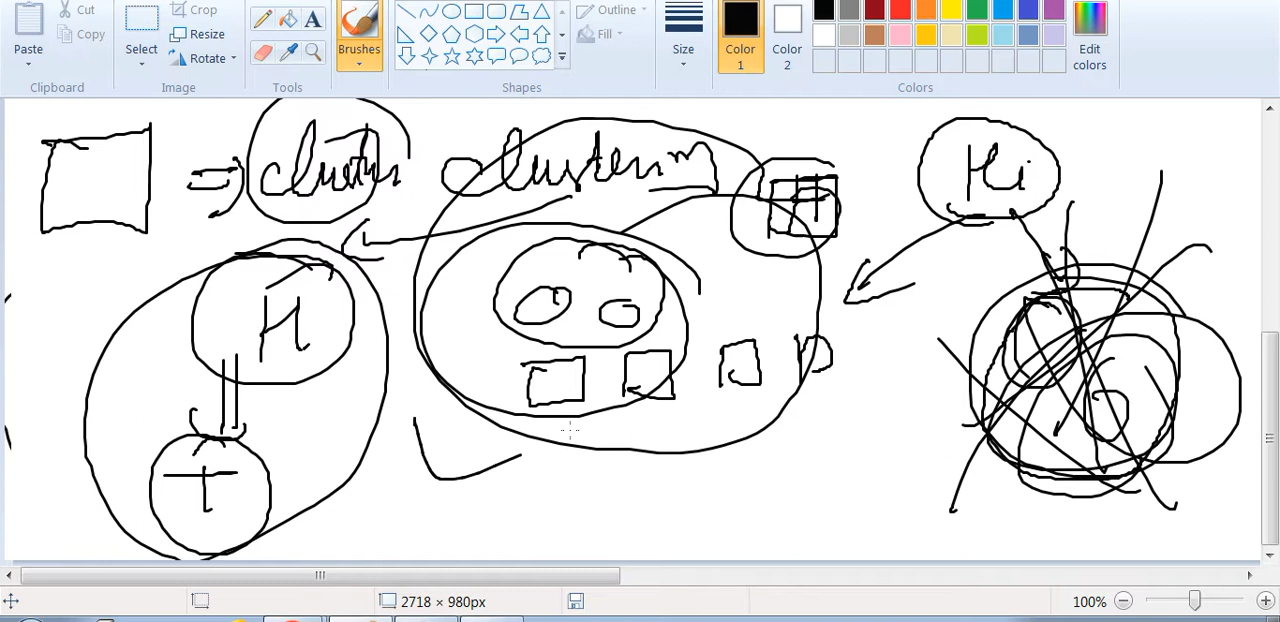 Cut
Crop
Outline
Copy
Resize
Fill
Paste
Select
Rotate
Brushes
Size
Color
1
Color
2
Edit
colors
Clipboard
Image
Tools
Shapes
Colors
= cluster clustering
Hi
H
T
2718 × 980px
100%